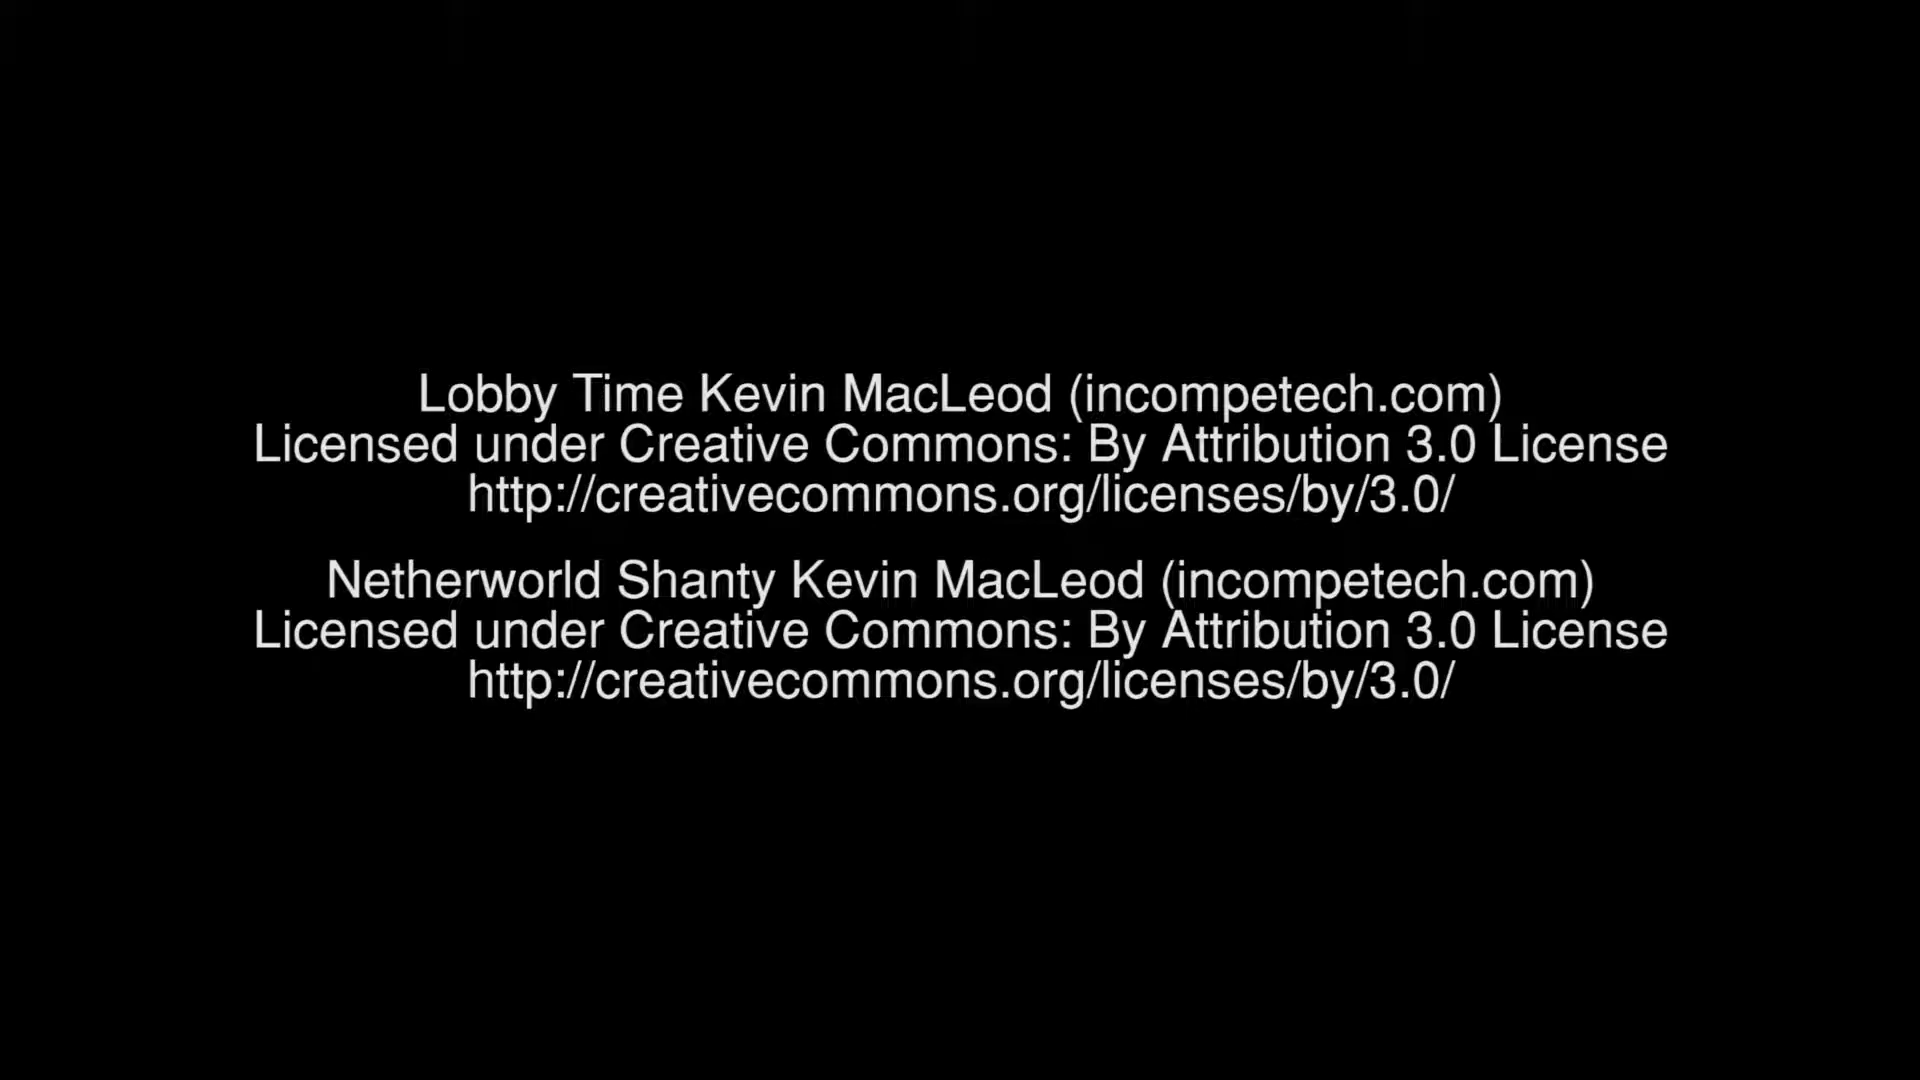 Lobby Time Kevin MacLeod (incompetech.com)
Licensed under Creative Commons: By Attribution 3.0 License
http://creativecommons.org/licenses/by/3.0/
Netherworld Shanty Kevin MacLeod (incompetech.com)
Licensed under Creative Commons: By Attribution 3.0 License
http://creativecommons.org/licenses/by/3.0/